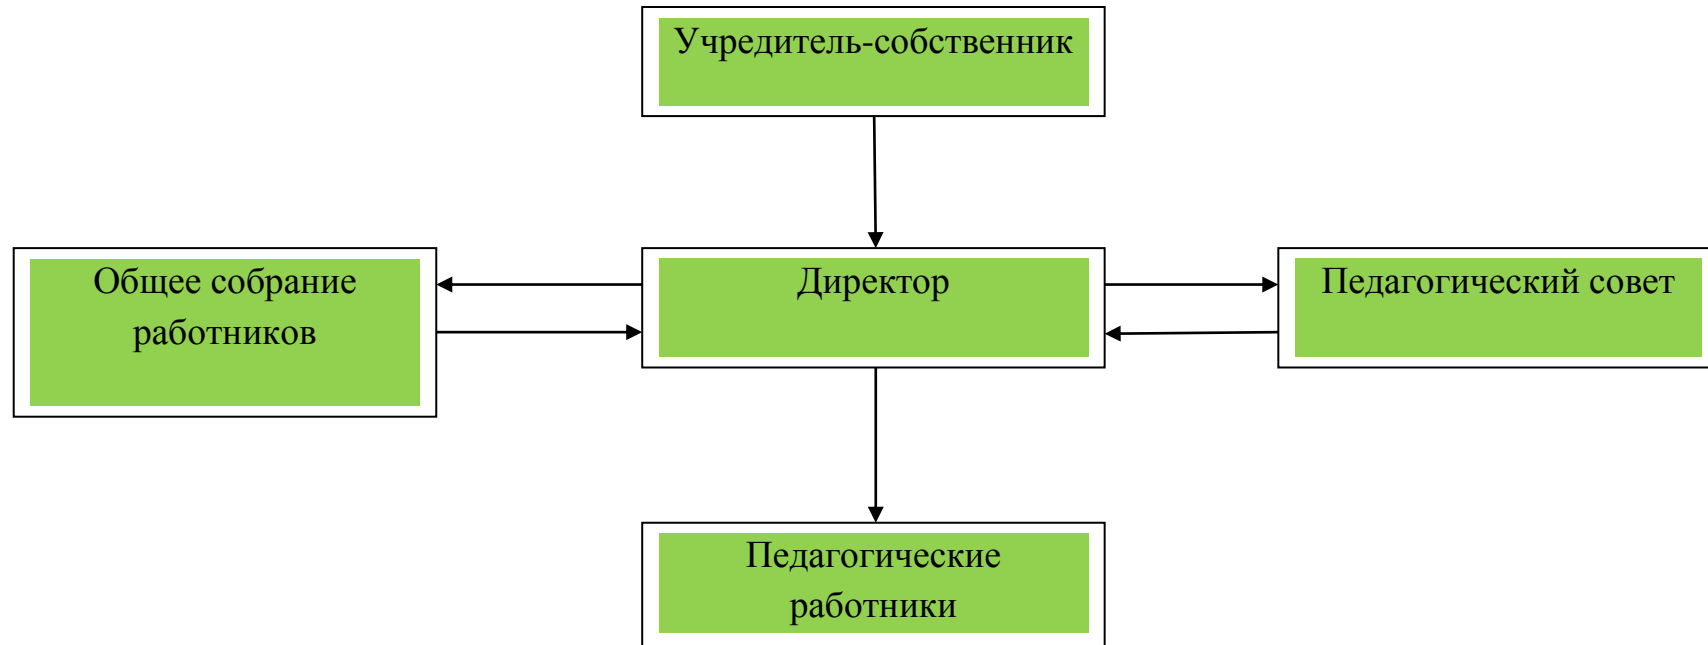 Учредитель-собственник
Общее собрание
работников
Директор
Педагогический совет
Педагогические
работники